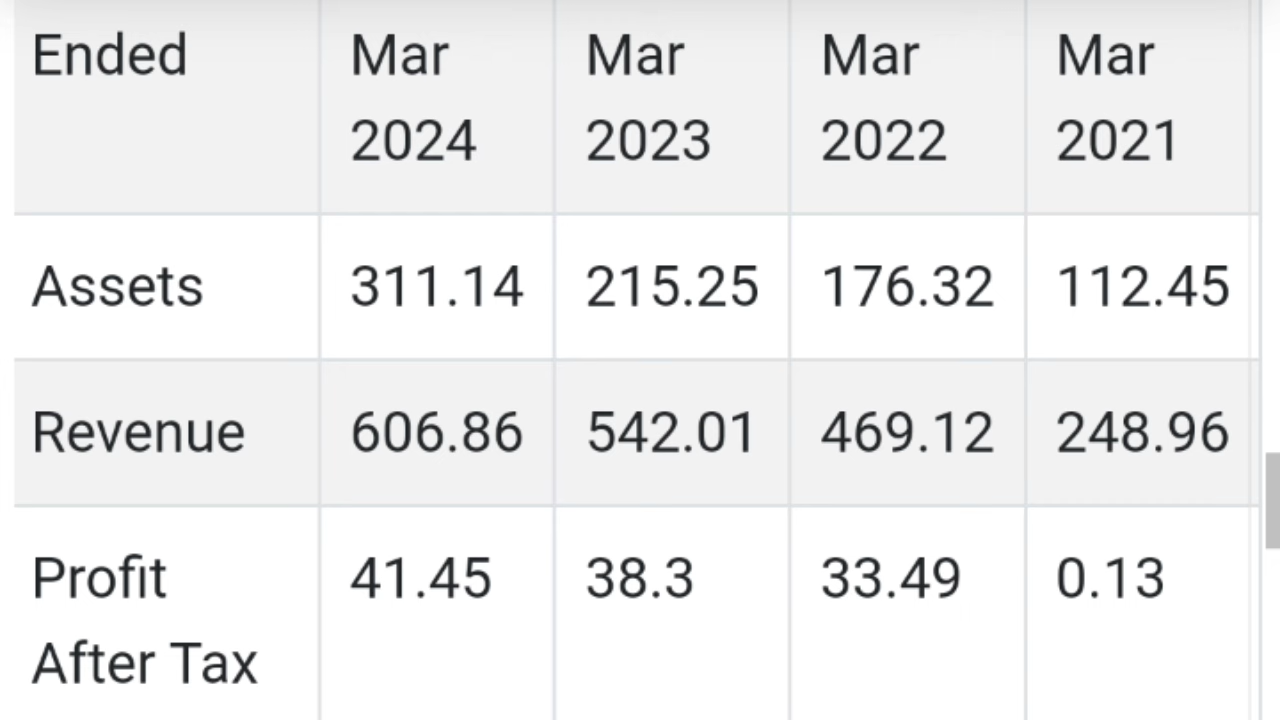 Ended Mar Mar Mar Mar
2024 2023 2022 2021
Assets 311.14 215.25 176.32 112.45
Revenue 606.86 542.01 469.12 248.96
Profit 41.45 38.3 33.49 0.13
After Tax